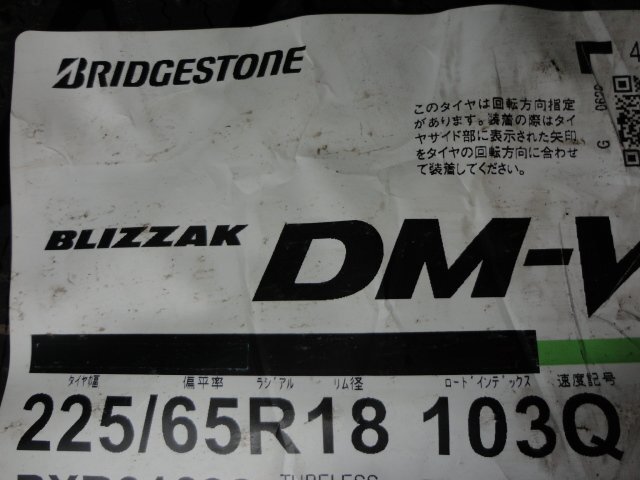 BRIDGESTONE
4
このタイヤは回転方向指定
があります。装着の際はタイ
ヤサイド部に表示された矢印
をタイヤの回転方向に合わせ
て装着してください。
G
BLIZZAK DM-V
タイヤの幅 偏平率 ラジアル リム径 ロードインデックス 速度記号
225/65R18 103Q
TUBELESS